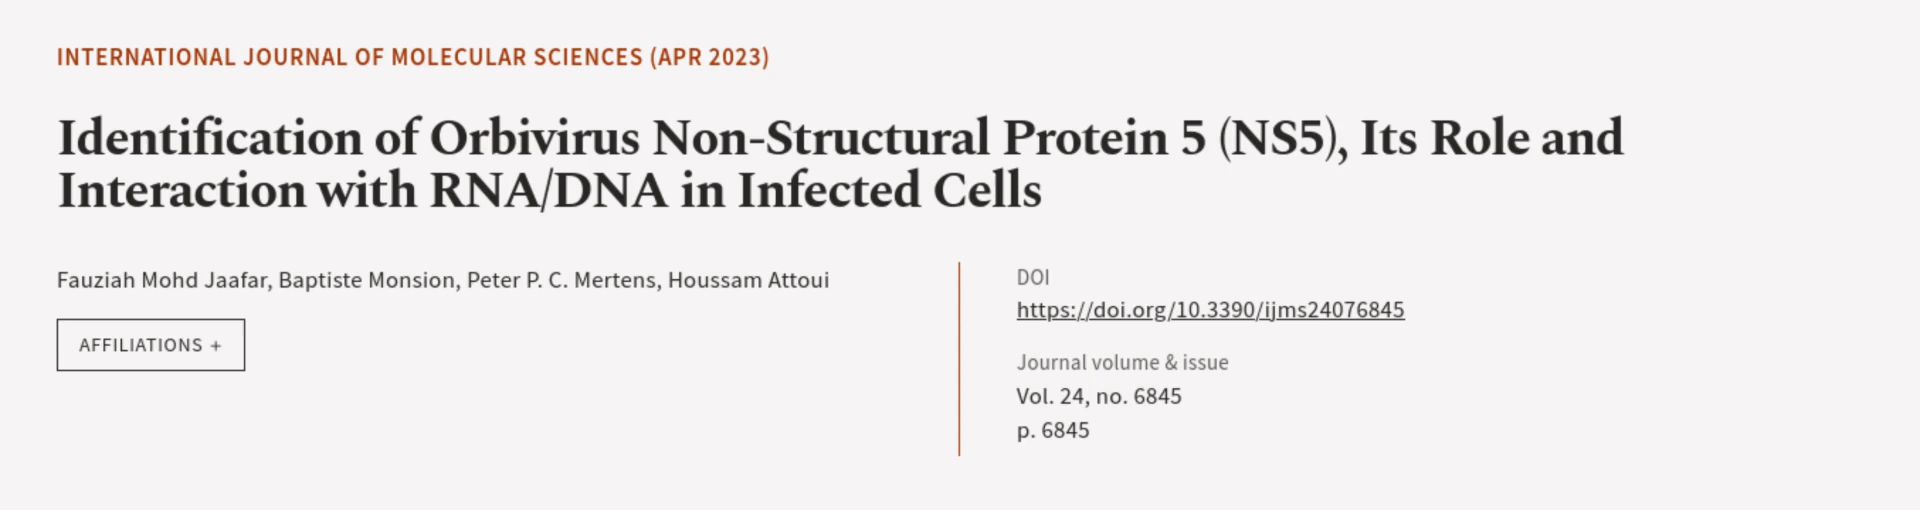 INTERNATIONAL JOURNAL OF MOLECULAR SCIENCES (APR 2023)
Identification of Orbivirus Non-Structural Protein 5 (NS5), Its Role and
Interaction with RNA/DNA in Infected Cells
Fauziah Mohd Jaafar, Baptiste Monsion, Peter P. C. Mertens, Houssam Attoui
AFFILIATIONS +
DOI
https://doi.org/10.3390/ijms24076845
Journal volume & issue
Vol. 24, no. 6845
p. 6845